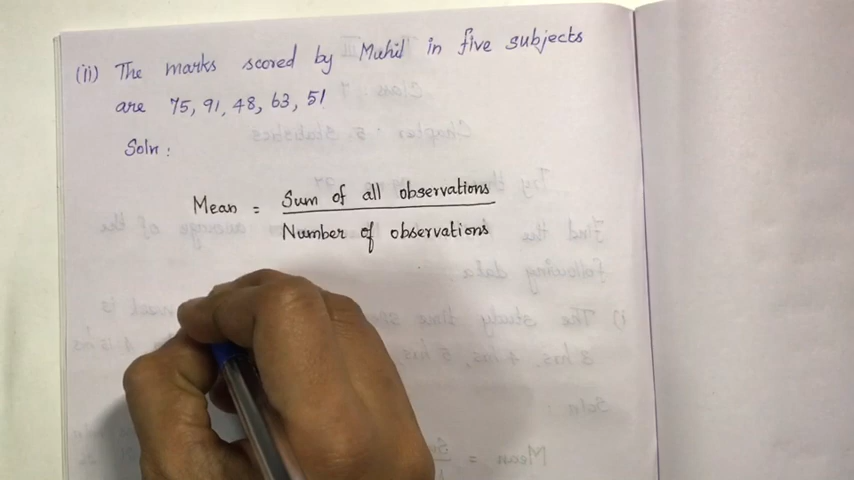 (ii) The marks scored by Muhil in five subjects
are 75, 91, 48, 63, 51
Soln :
Mean = Sum of all observations
Number of observations